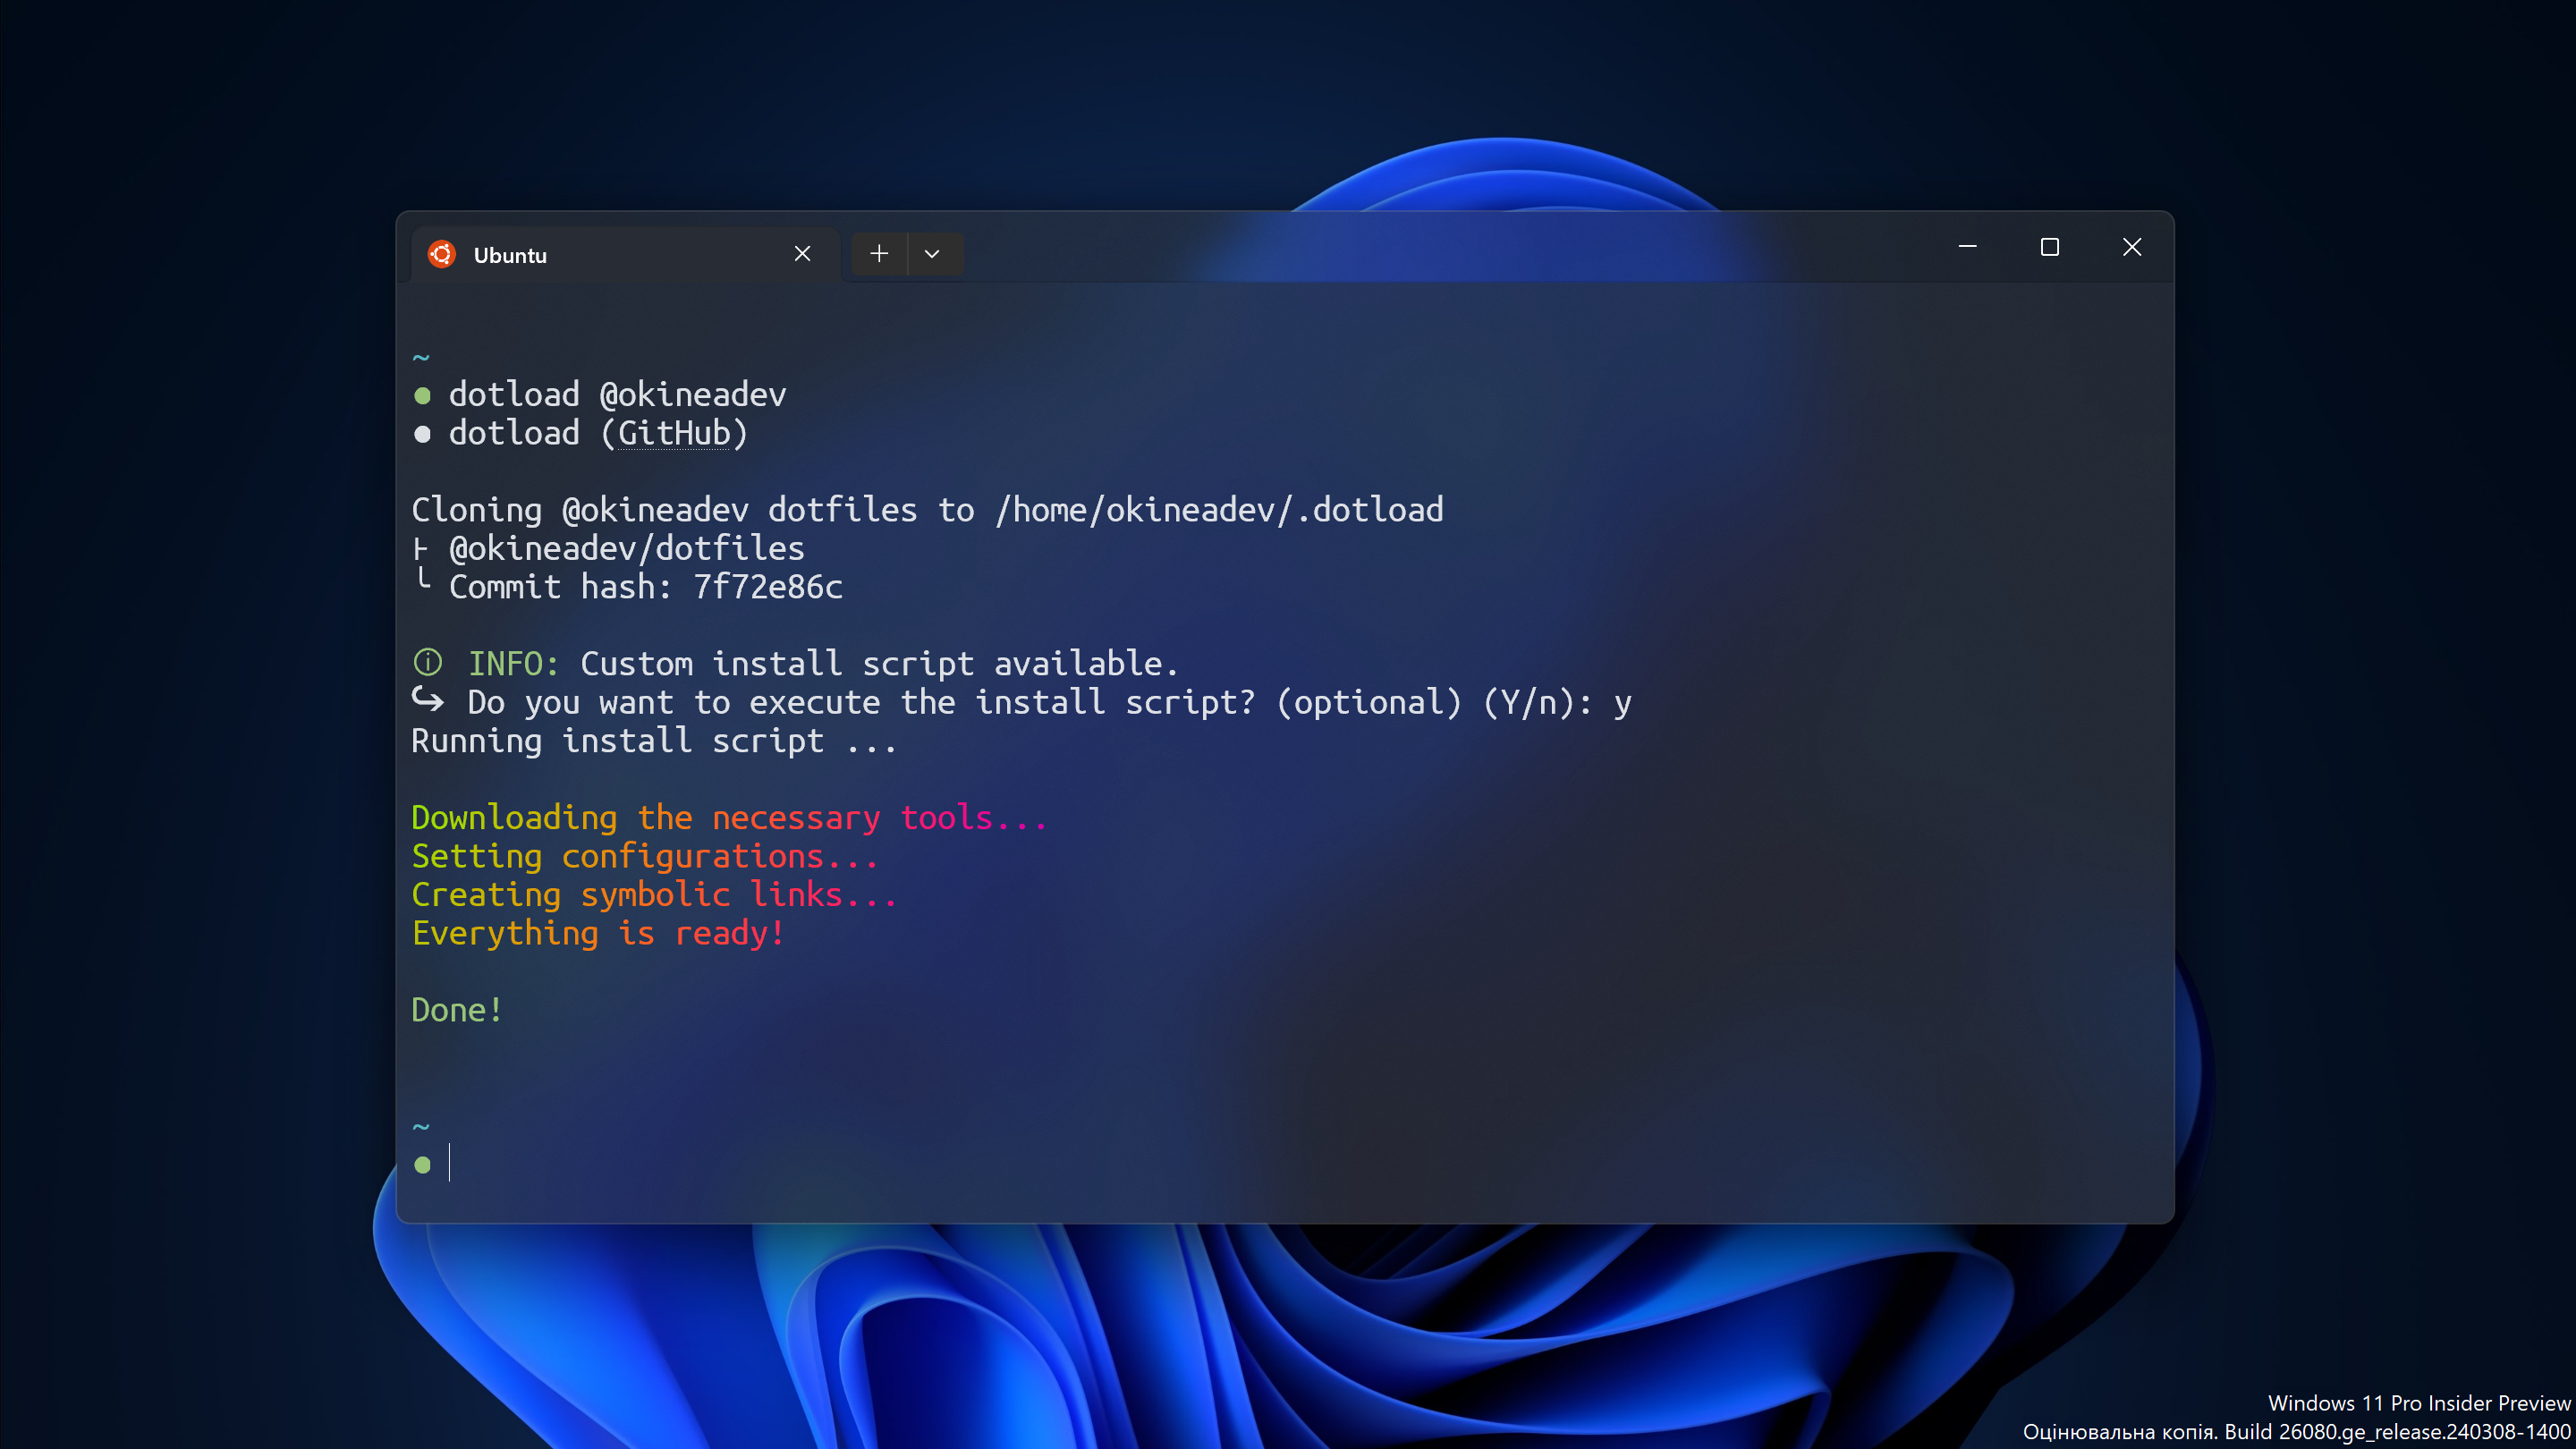 Ubuntu
~
● dotload @okineadev
● dotload (GitHub)
Cloning @okineadev dotfiles to /home/okineadev/.dotload
├ @okineadev/dotfiles
╰ Commit hash: 7f72e86c
ⓘ INFO: Custom install script available.
↪ Do you want to execute the install script? (optional) (Y/n): y
Running install script ...
Downloading the necessary tools...
Setting configurations...
Creating symbolic links...
Everything is ready!
Done!
~
●
Windows 11 Pro Insider Preview
Оцінювальна копія. Build 26080.ge_release.240308-1400